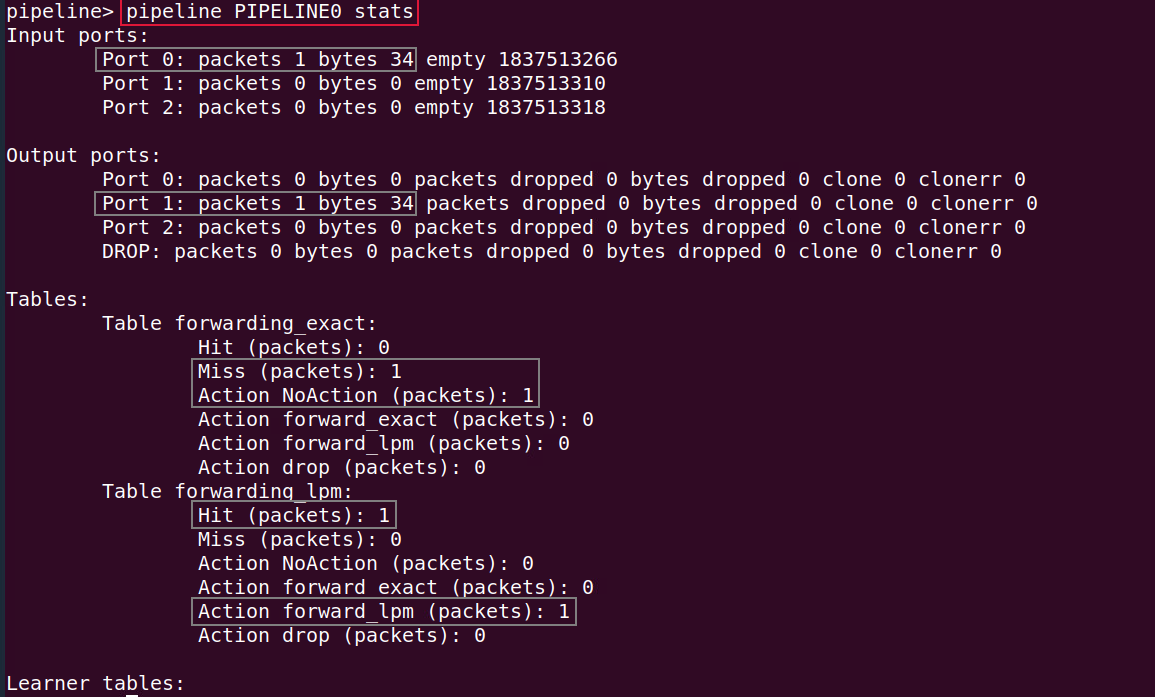 pipeline> pipeline PIPELINE0 stats
Input ports:
Port 0: packets 1 bytes 34 empty 1837513266
Port 1: packets 0 bytes 0 empty 1837513310
Port 2: packets 0 bytes 0 empty 1837513318
Output ports:
Port 0: packets 0 bytes 0 packets dropped 0 bytes dropped 0 clone 0 clonerr 0
Port 1: packets 1 bytes 34 packets dropped 0 bytes dropped 0 clone 0 clonerr 0
Port 2: packets 0 bytes 0 packets dropped 0 bytes dropped 0 clone 0 clonerr 0
DROP: packets 0 bytes 0 packets dropped 0 bytes dropped 0 clone 0 clonerr 0
Tables:
Table forwarding_exact:
Hit (packets): 0
Miss (packets): 1
Action NoAction (packets): 1
Action forward_exact (packets): 0
Action forward_lpm (packets): 0
Action drop (packets): 0
Table forwarding_lpm:
Hit (packets): 1
Miss (packets): 0
Action NoAction (packets): 0
Action forward_exact (packets): 0
Action forward_lpm (packets): 1
Action drop (packets): 0
Learner tables: